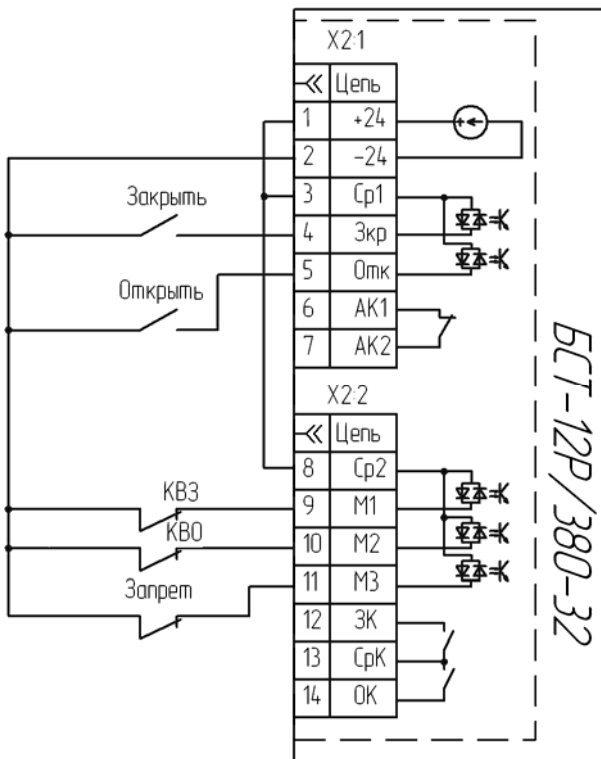 X2:1
Цепь
1 +24
2 -24
Закрыть
3 Ср1
4 Зкр
Открыть
5 Отк
6 АК1
7 АК2
X2:2
Цепь
8 Ср2
КВЗ
9 М1
КВО
10 М2
Запрет
11 М3
12 ЗК
13 СрК
14 ОК
БСТ-12Р/380-32